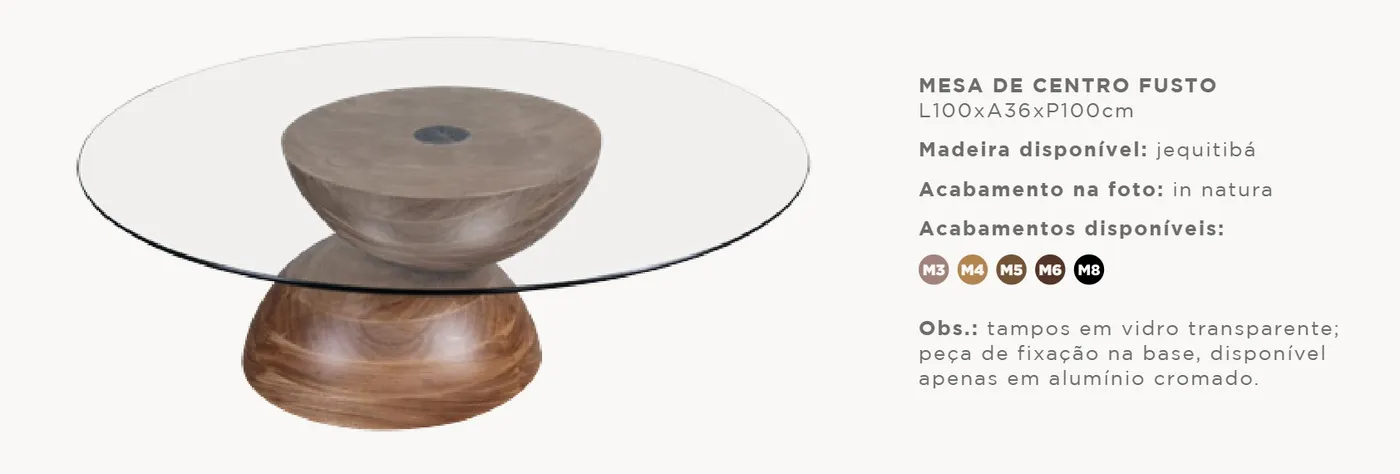 MESA DE CENTRO FUSTO
L100xA36xP100cm
Madeira disponível: jequitibá
Acabamento na foto: in natura
Acabamentos disponíveis:
M3 M4 M5 M6 M8
Obs.: tampos em vidro transparente;
peça de fixação na base, disponível
apenas em alumínio cromado.